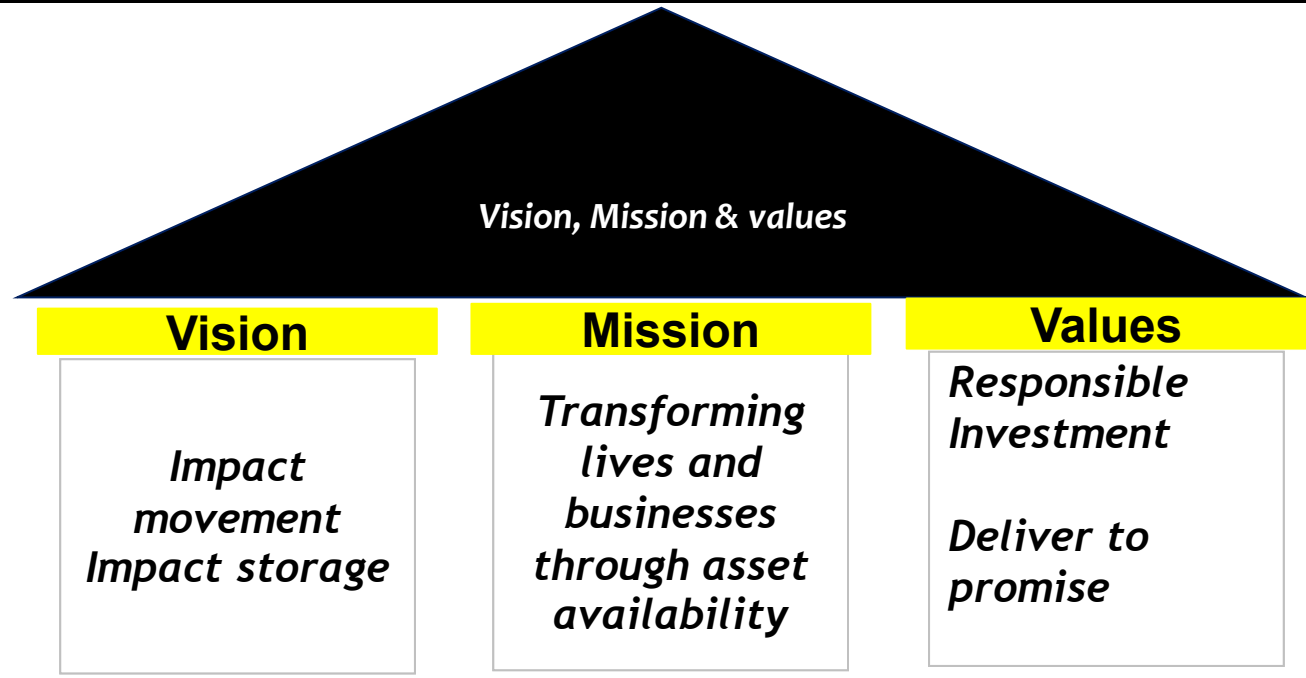 Vision, Mission & values
Vision
Impact
movement
Impact storage
Mission
Transforming
lives and
businesses
through asset
availability
Values
Responsible
Investment
Deliver to
promise